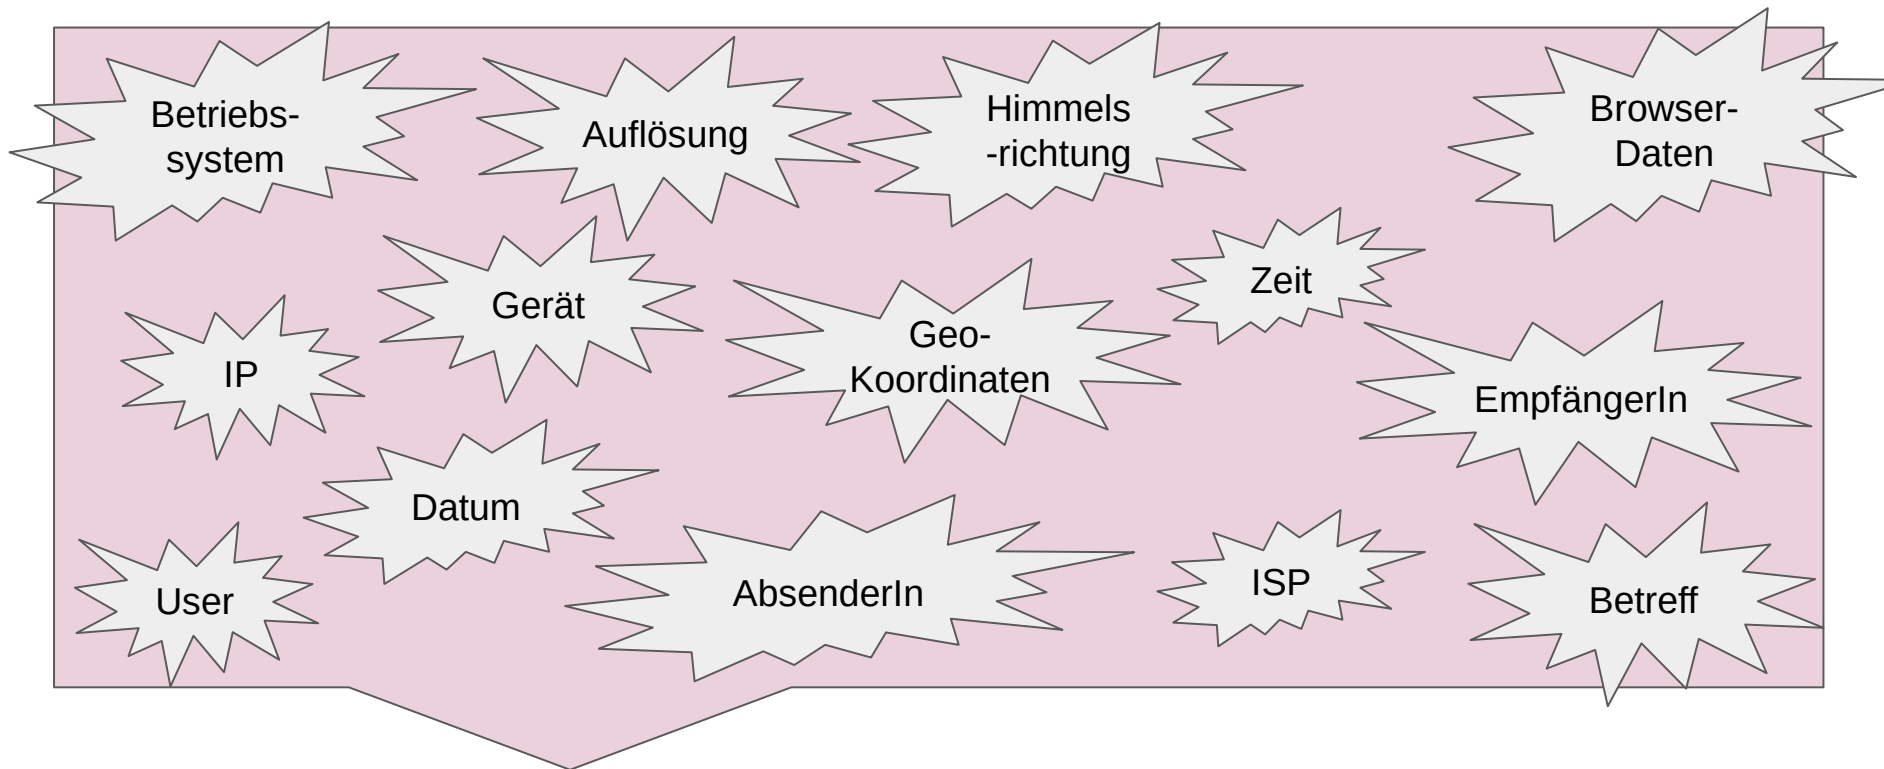 Betriebs-
system
Auflösung
Himmels
-richtung
Browser-
Daten
Zeit
Gerät
Geo-
Koordinaten
IP
EmpfängerIn
Datum
User
AbsenderIn
ISP
Betreff